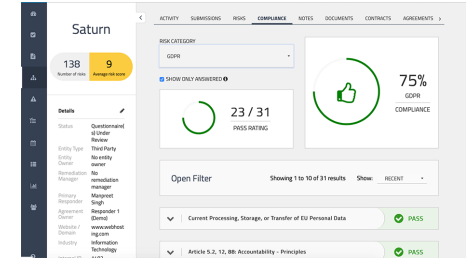 Saturn
138
Number of risks
9
Average risk score
Details
Status
Questionnaire(
s) Under
Review
Entity Type
Third Party
Entity
Owner
No entity
owner
Remediation
Manager
No
remediation
manager
Primary
Responder
Manpreet
Singh
Agreement
Owner
Responder 1
(Demo)
Website /
Domain
www.webhost
ing.com
Industry
Information
Technology
ACTIVITY
SUBMISSIONS
RISKS
COMPLIANCE
NOTES
DOCUMENTS
CONTRACTS
AGREEMENTS
RISK CATEGORY
GDPR
SHOW ONLY ANSWERED
23 / 31
PASS RATING
75%
GDPR
COMPLIANCE
Open Filter
Showing 1 to 10 of 31 results
Show:
RECENT
Current Processing, Storage, or Transfer of EU Personal Data
PASS
Article 5.2, 12, 88: Accountability - Principles
PASS